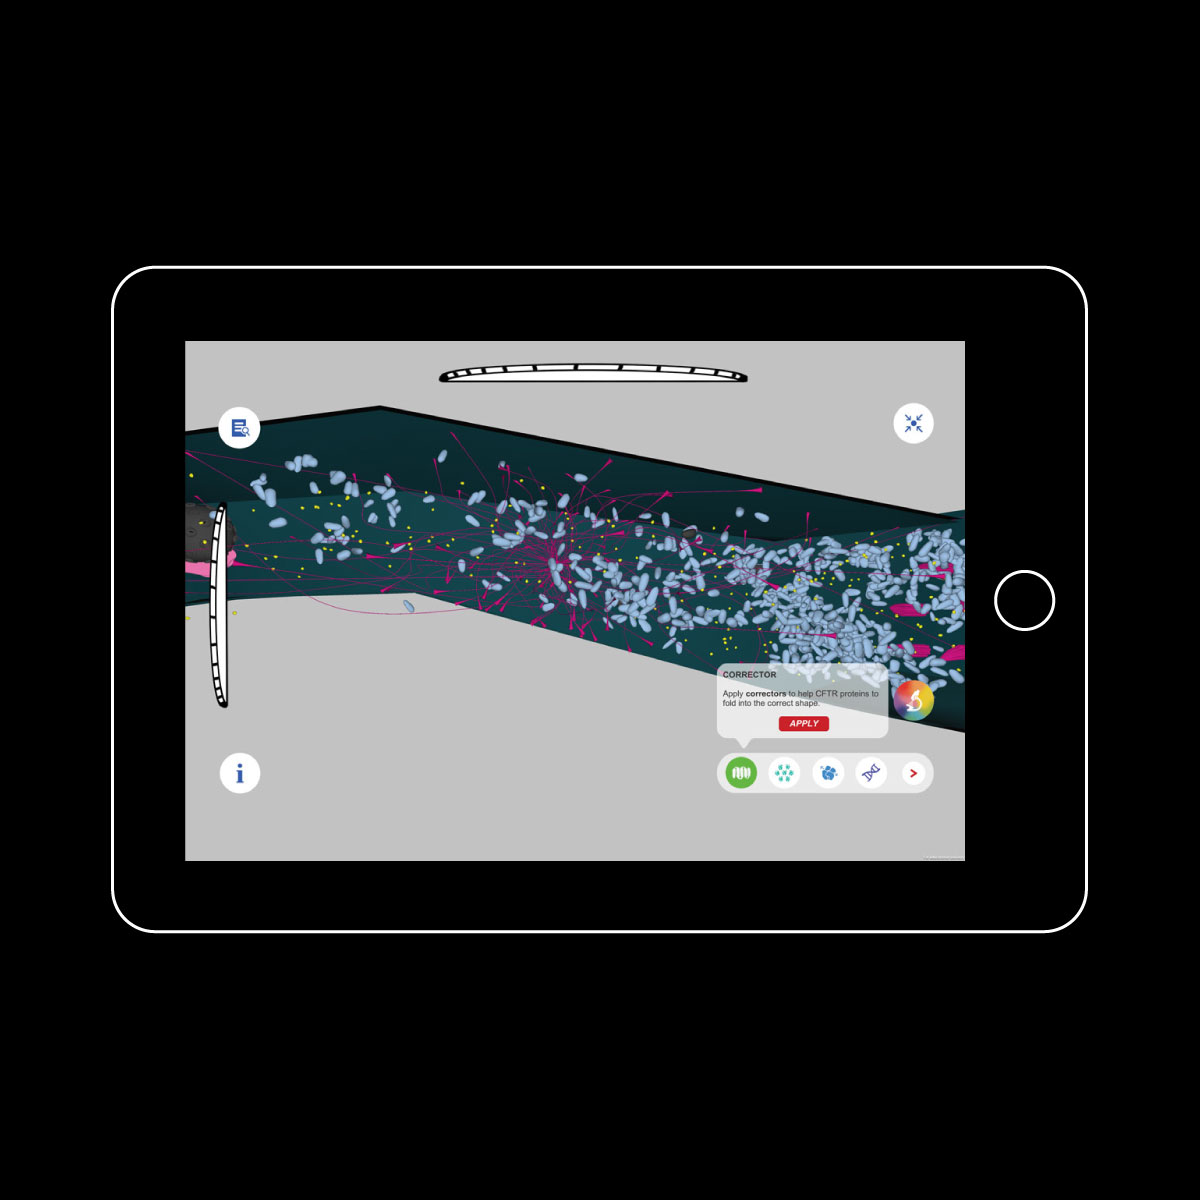 CORRECTOR
Apply correctors to help CFTR proteins to
fold into the correct shape.
APPLY
i